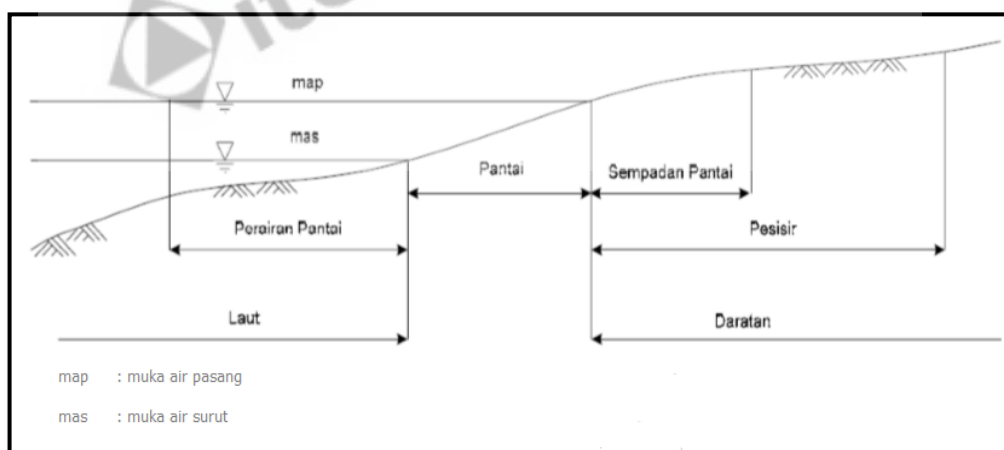 map
mas
Pantai
Sempadan Pantai
Perairan Pantai
Pesisir
Laut
Daratan
map : muka air pasang
mas : muka air surut